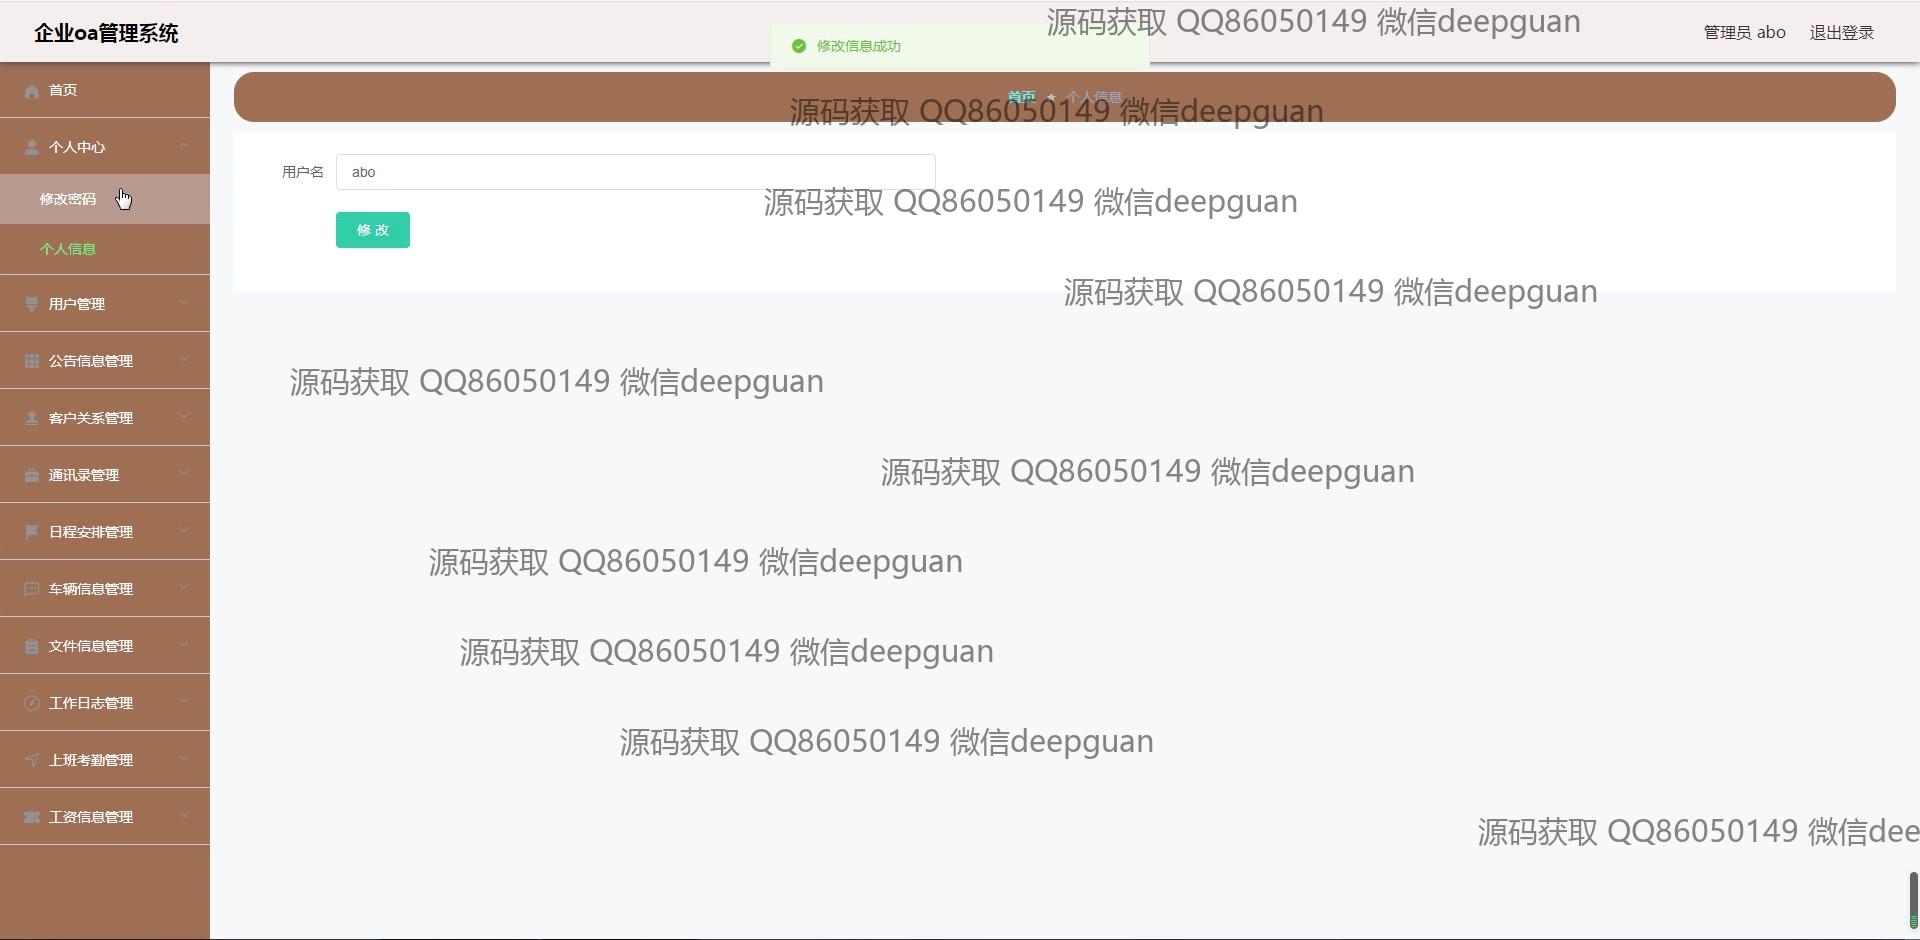 企业oa管理系统
源码获取 QQ86050149 微信deepguan
管理员 abo
退出登录
修改信息成功
首页
首页
个人信息
源码获取 QQ86050149 微信deepguan
个人中心
用户名
abo
修改密码
源码获取 QQ86050149 微信deepguan
修 改
个人信息
源码获取 QQ86050149 微信deepguan
用户管理
公告信息管理
源码获取 QQ86050149 微信deepguan
客户关系管理
通讯录管理
源码获取 QQ86050149 微信deepguan
日程安排管理
源码获取 QQ86050149 微信deepguan
车辆信息管理
文件信息管理
源码获取 QQ86050149 微信deepguan
工作日志管理
源码获取 QQ86050149 微信deepguan
上班考勤管理
工资信息管理
源码获取 QQ86050149 微信dee